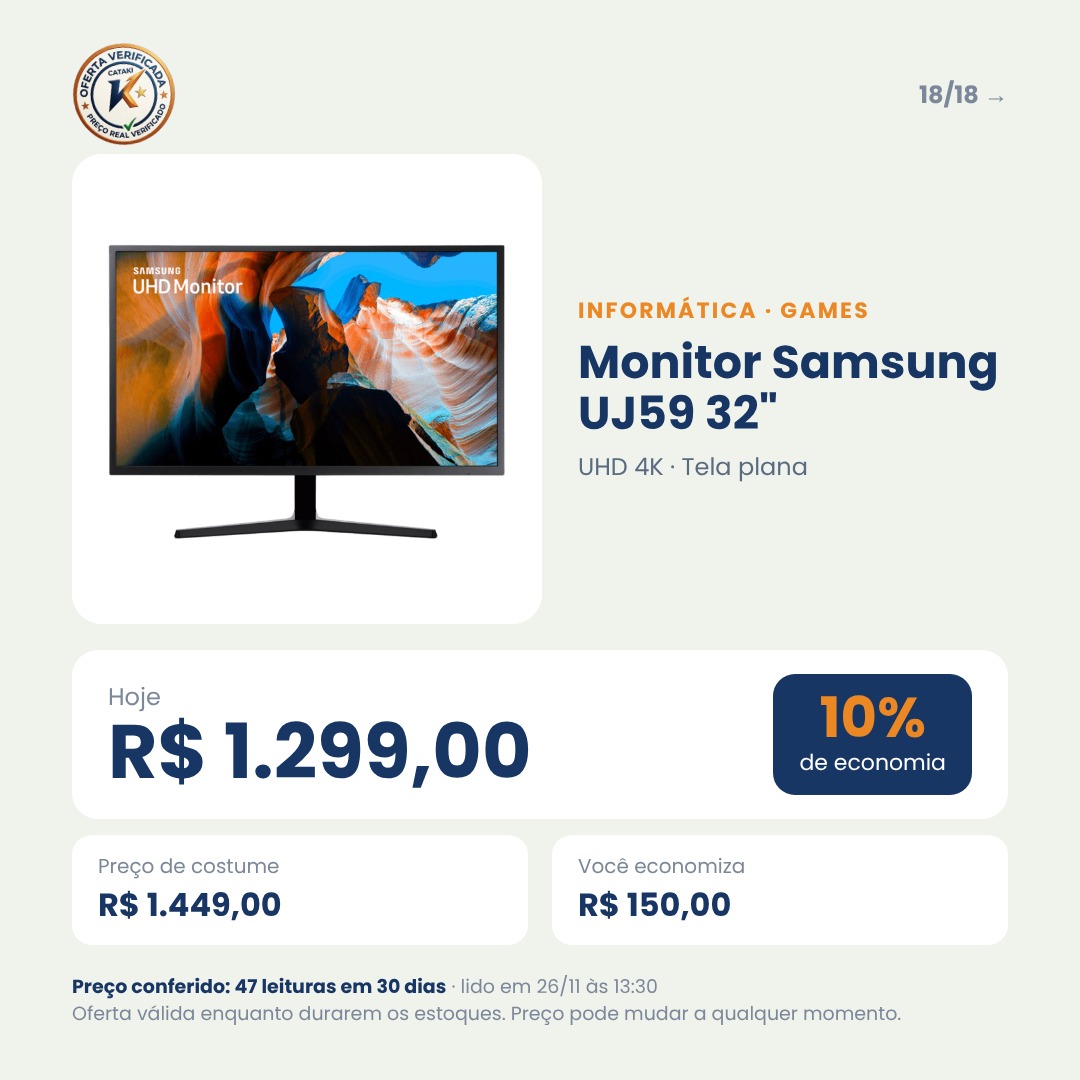 OFERTA VERIFICADA
CATAKI
K
PREÇO REAL VERIFICADO
18/18 →
SAMSUNG
UHD Monitor
INFORMÁTICA · GAMES
Monitor Samsung
UJ59 32"
UHD 4K · Tela plana
Hoje
R$ 1.299,00
10%
de economia
Preço de costume
R$ 1.449,00
Você economiza
R$ 150,00
Preço conferido: 47 leituras em 30 dias · lido em 26/11 às 13:30
Oferta válida enquanto durarem os estoques. Preço pode mudar a qualquer momento.